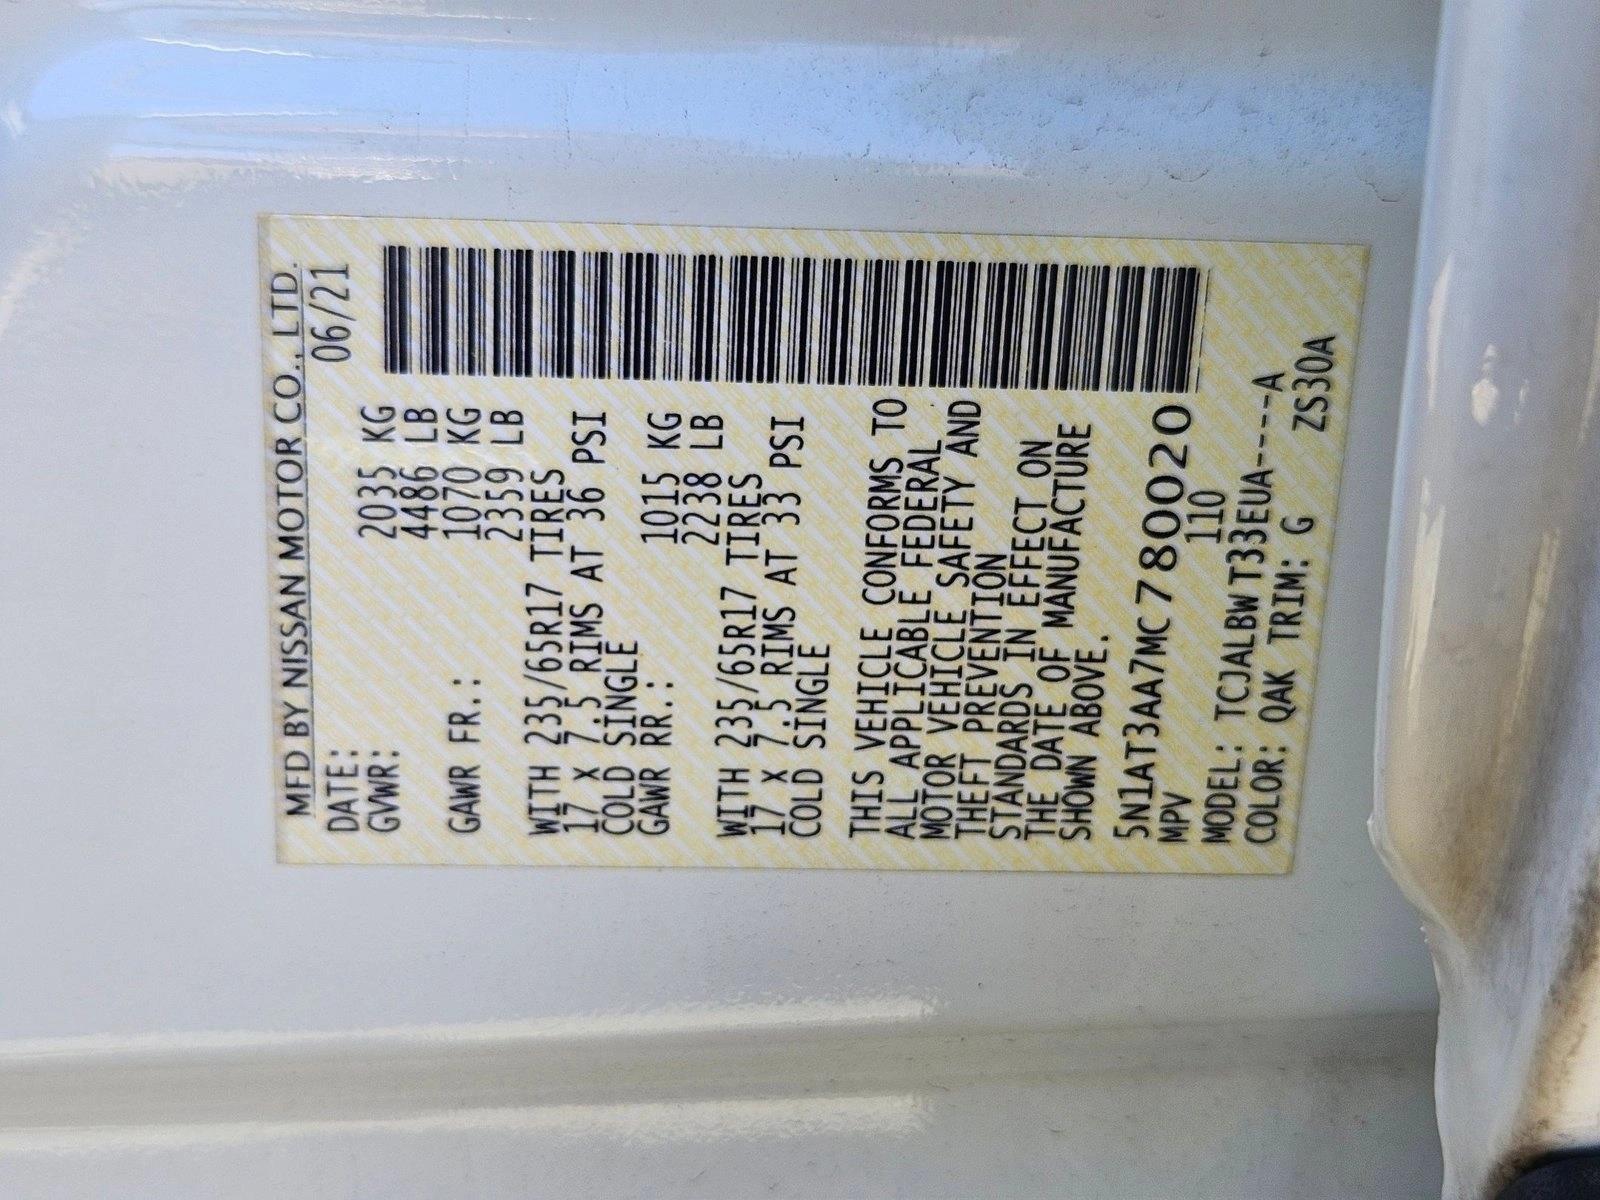 MFD BY NISSAN MOTOR CO., LTD.
DATE: 06/21
GVWR: 2035 KG
4486 LB
GAWR FR.: 1070 KG
2359 LB
WITH 235/65R17 TIRES
17 X 7.5 RIMS AT 36 PSI
COLD SINGLE
GAWR RR.: 1015 KG
2238 LB
WITH 235/65R17 TIRES
17 X 7.5 RIMS AT 33 PSI
COLD SINGLE
THIS VEHICLE CONFORMS TO
ALL APPLICABLE FEDERAL
MOTOR VEHICLE SAFETY AND
THEFT PREVENTION
STANDARDS IN EFFECT ON
THE DATE OF MANUFACTURE
SHOWN ABOVE.
5N1AT3AA7MC780020
MPV 110
MODEL: TCJALBW T33EUA----A
COLOR: QAK TRIM: G ZS30A